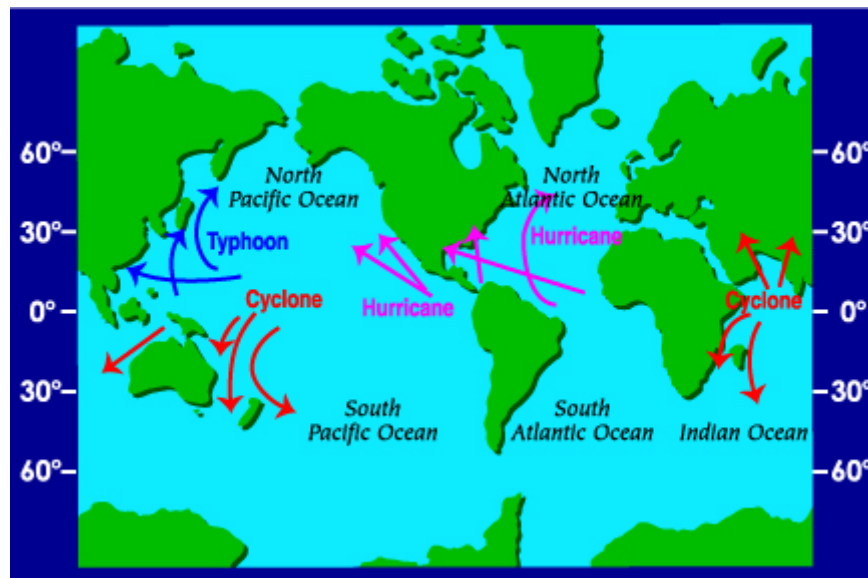 60°
60°
North
Pacific Ocean
North
Atlantic Ocean
30°
30°
Typhoon
Hurricane
Cyclone
Hurricane
Cyclone
0°
0°
30°
30°
South
Pacific Ocean
South
Atlantic Ocean
Indian Ocean
60°
60°